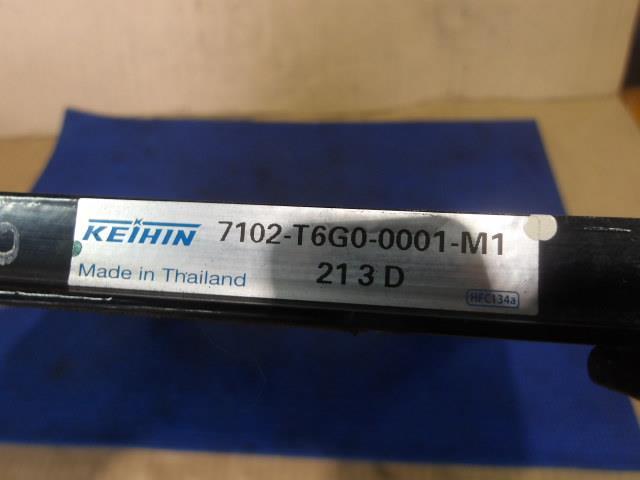 KEIHIN 7102-T6G0-0001-M1
Made in Thailand 21 3 D
HFC134a